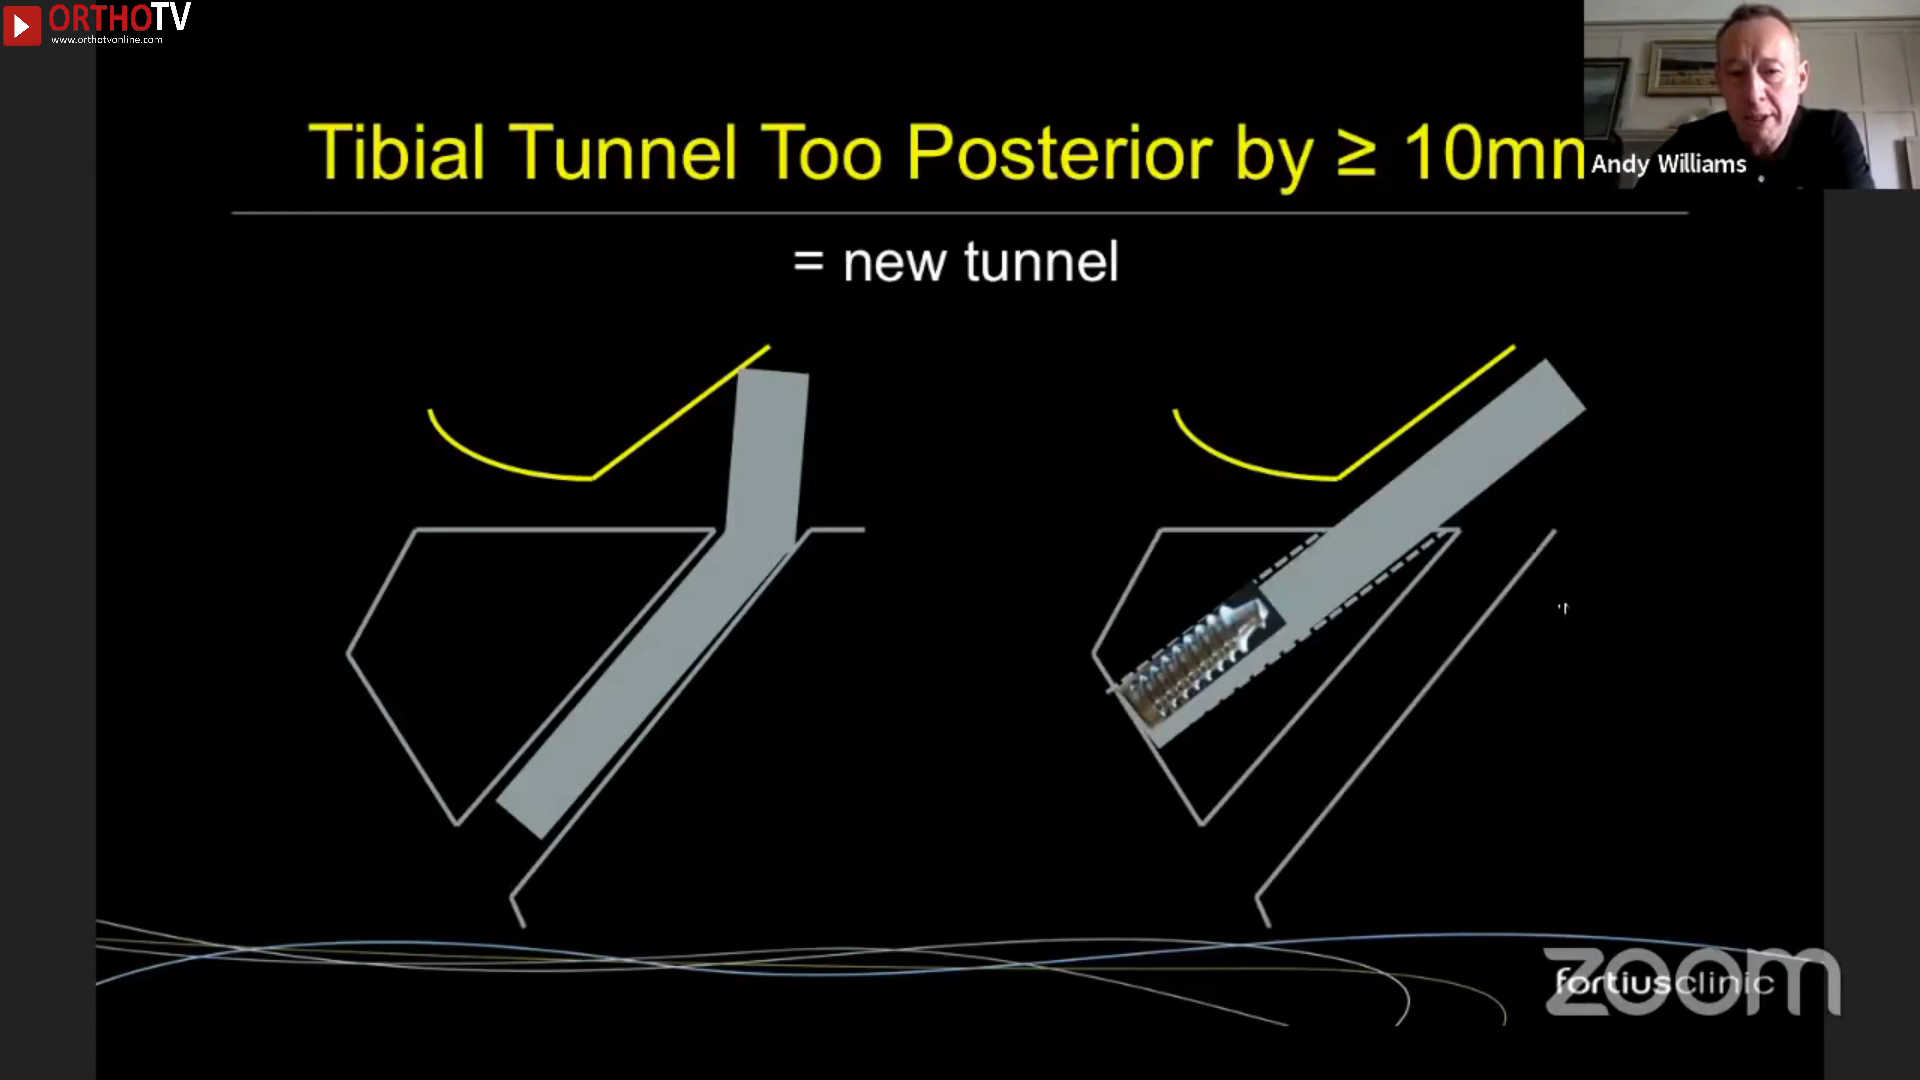 ORTHOTV
www.orthotvonline.com
Tibial Tunnel Too Posterior by ≥ 10mm
Andy Williams
= new tunnel
zoom
fortiusclinic